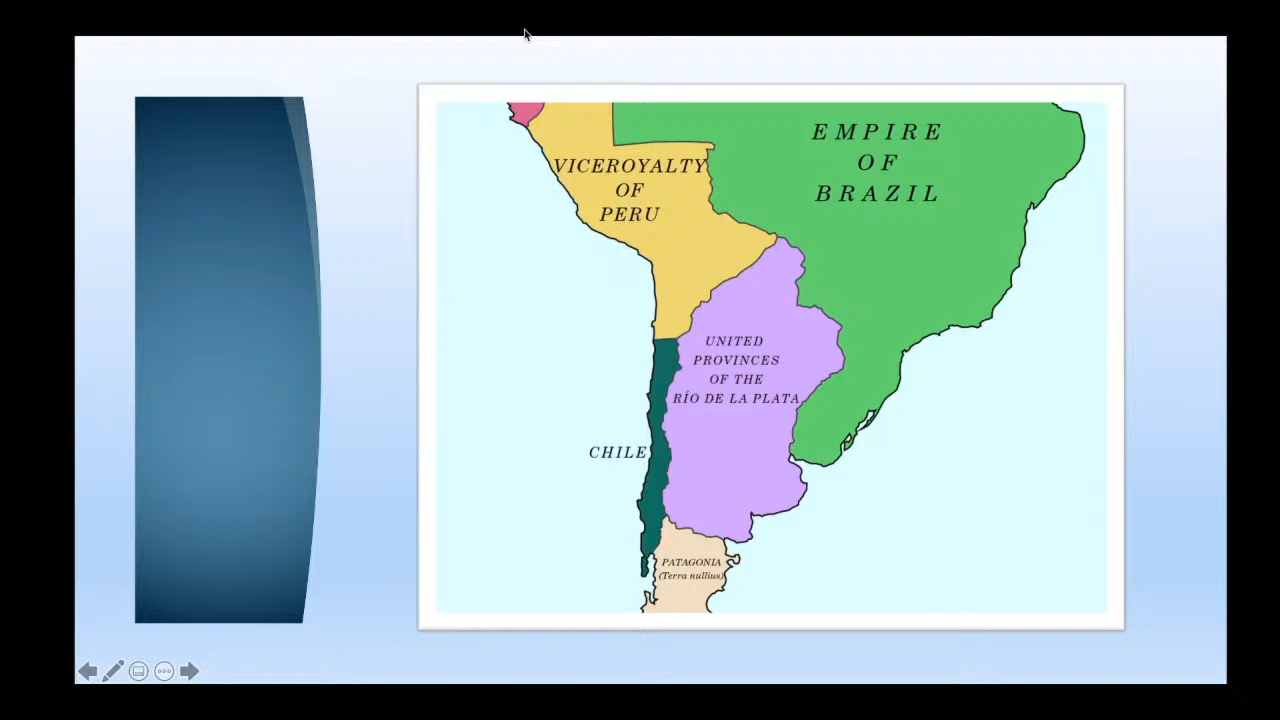 EMPIRE
OF
BRAZIL
VICEROYALTY
OF
PERU
UNITED
PROVINCES
OF THE
RÍO DE LA PLATA
CHILE
PATAGONIA
(Terra nullius)